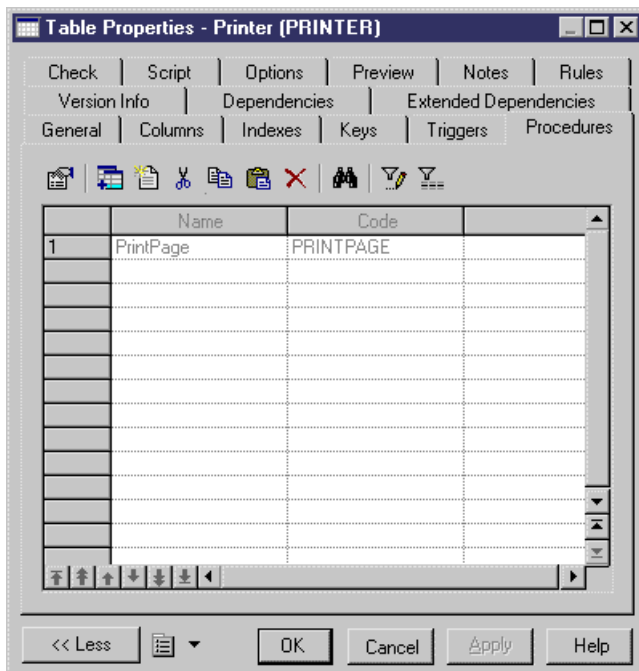 Table Properties - Printer (PRINTER)
Check Script Options Preview Notes Rules
Version Info Dependencies Extended Dependencies
General Columns Indexes Keys Triggers Procedures
Name Code
1 PrintPage PRINTPAGE
<< Less OK Cancel Apply Help